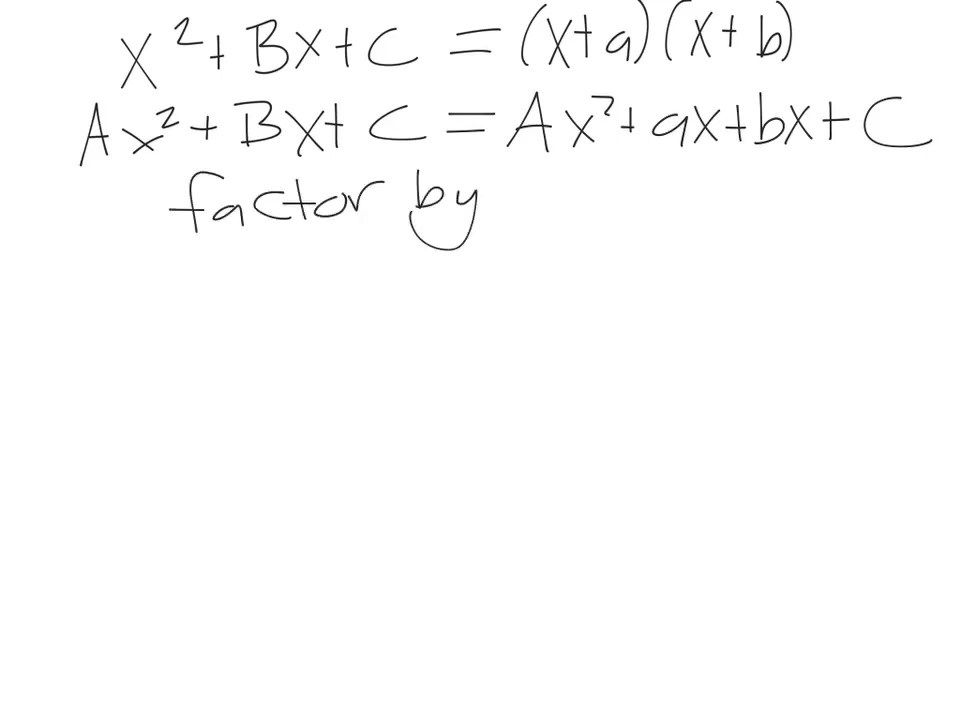 x² + Bx + C = (x + a)(x + b)
Ax² + Bx + C = Ax² + ax + bx + C
factor by